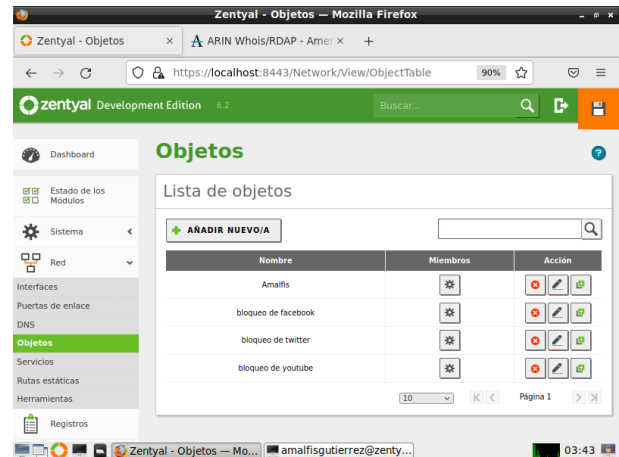 Zentyal - Objetos — Mozilla Firefox
Zentyal - Objetos
ARIN Whois/RDAP - Amer
https://localhost:8443/Network/View/ObjectTable
90%
zentyal Development Edition 6.2
Buscar...
Dashboard
Estado de los Módulos
Sistema
Red
Interfaces
Puertas de enlace
DNS
Objetos
Servicios
Rutas estáticas
Herramientas
Registros
Objetos
Lista de objetos
AÑADIR NUEVO/A
Nombre Miembros Acción
Amalfis
bloqueo de facebook
bloqueo de twitter
bloqueo de youtube
10
Página 1
Zentyal - Objetos — Mo...
amalfisgutierrez@zenty...
03:43